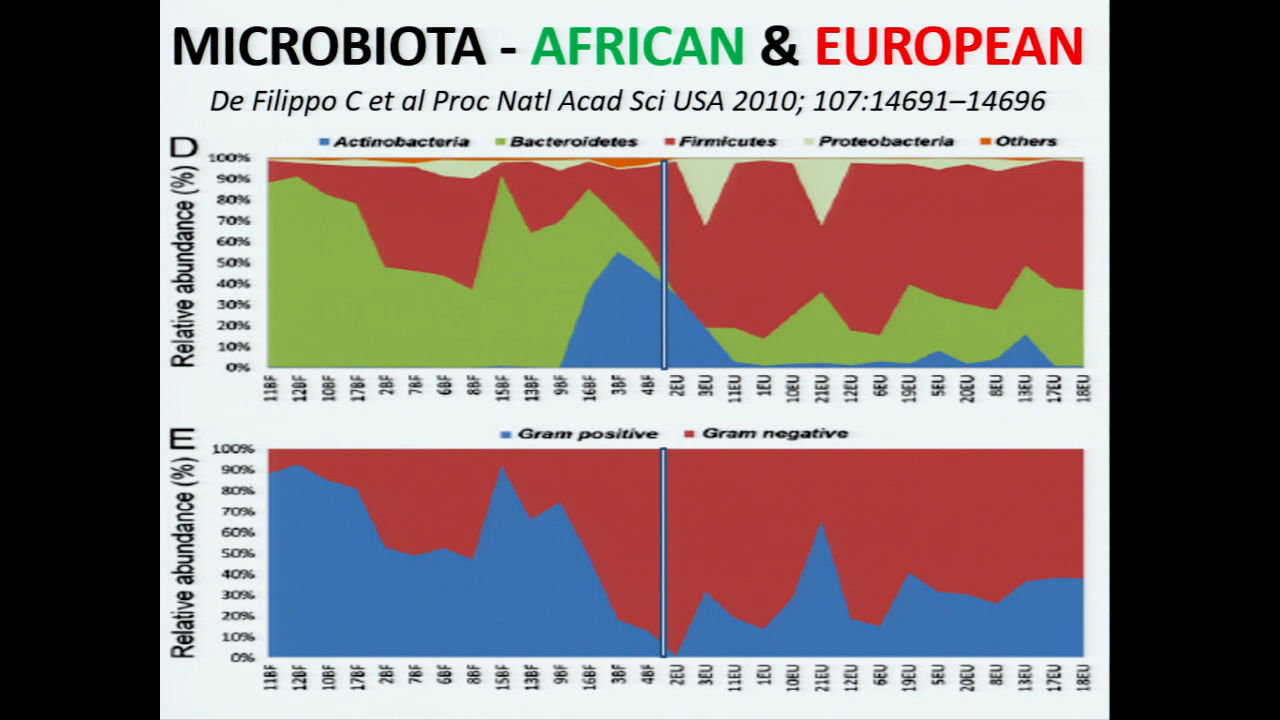 MICROBIOTA - AFRICAN & EUROPEAN
De Filippo C et al Proc Natl Acad Sci USA 2010; 107:14691–14696
D
Actinobacteria Bacteroidetes Firmicutes Proteobacteria Others
Relative abundance (%)
100%
90%
80%
70%
60%
50%
40%
30%
20%
10%
0%
11BF 12BF 10BF 17BF 2BF 7BF 6BF 8BF 15BF 13BF 9BF 16BF 3BF 4BF 2EU 3EU 11EU 1EU 10EU 21EU 12EU 6EU 19EU 5EU 20EU 8EU 13EU 17EU 18EU
E
Gram positive Gram negative
Relative abundance (%)
100%
90%
80%
70%
60%
50%
40%
30%
20%
10%
0%
11BF 12BF 10BF 17BF 2BF 7BF 6BF 8BF 15BF 13BF 9BF 16BF 3BF 4BF 2EU 3EU 11EU 1EU 10EU 21EU 12EU 6EU 19EU 5EU 20EU 8EU 13EU 17EU 18EU